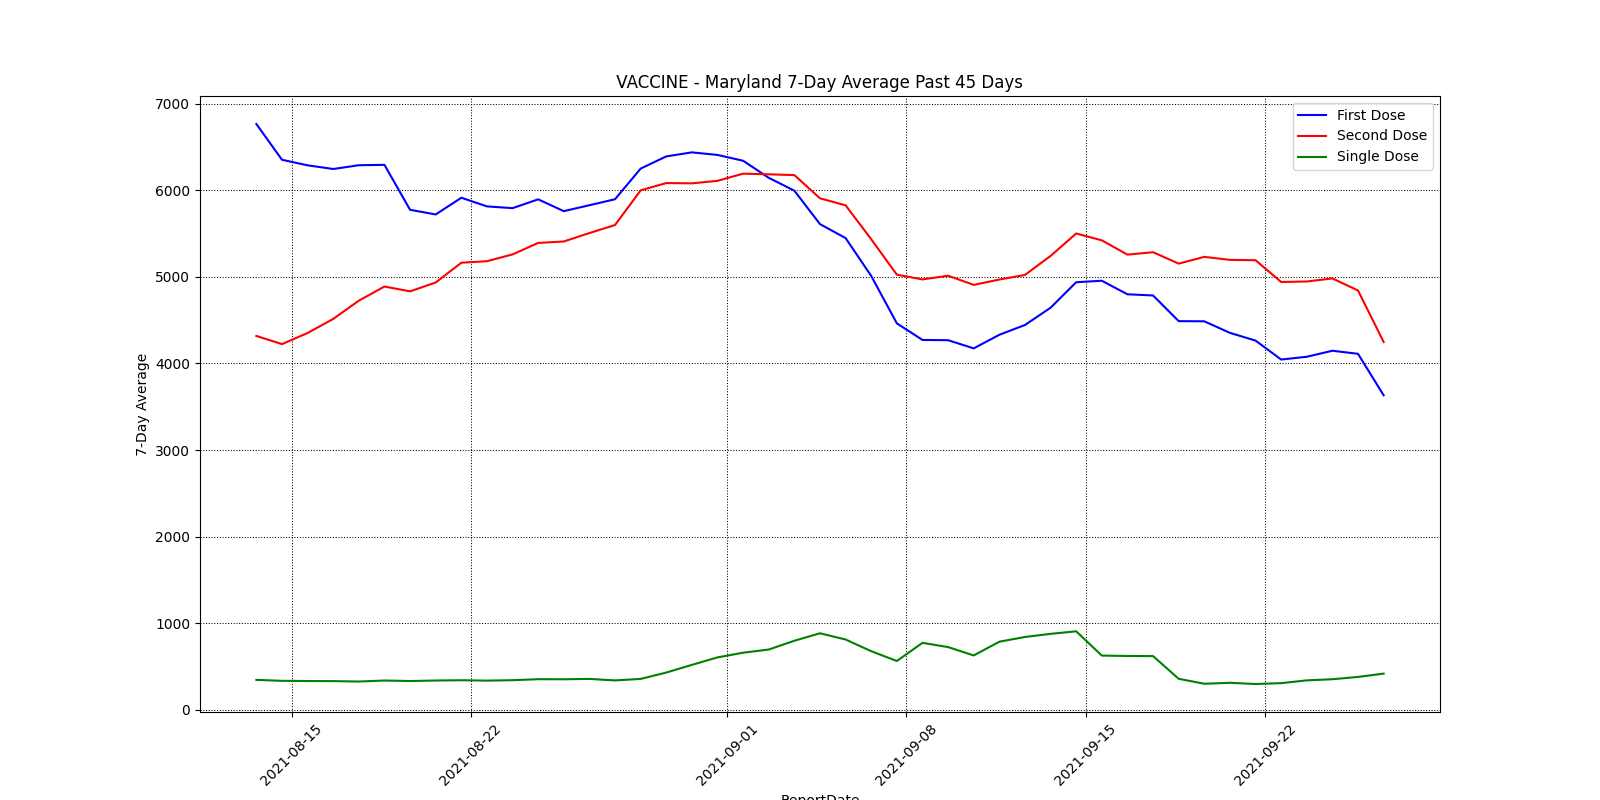 VACCINE - Maryland 7-Day Average Past 45 Days
First Dose
Second Dose
Single Dose
7-Day Average
7000
6000
5000
4000
3000
2000
1000
0
2021-08-15
2021-08-22
2021-09-01
2021-09-08
2021-09-15
2021-09-22
ReportDate